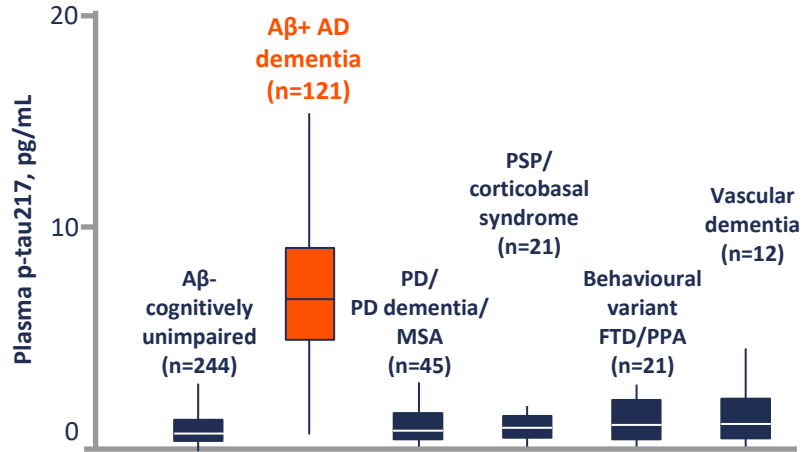 20
10
0
Plasma p-tau217, pg/mL
Aβ-
cognitively
unimpaired
(n=244)
Aβ+ AD
dementia
(n=121)
PD/
PD dementia/
MSA
(n=45)
PSP/
corticobasal
syndrome
(n=21)
Behavioural
variant
FTD/PPA
(n=21)
Vascular
dementia
(n=12)